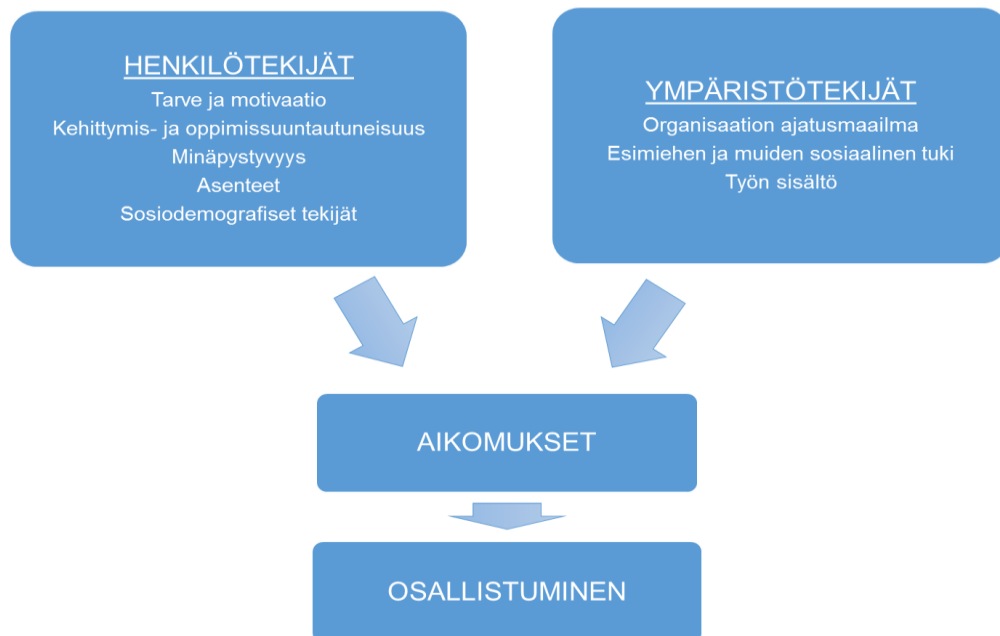 HENKILÖTEKIJÄT
Tarve ja motivaatio
Kehittymis- ja oppimissuuntautuneisuus
Minäpystyvyys
Asenteet
Sosiodemografiset tekijät
YMPÄRISTÖTEKIJÄT
Organisaation ajatusmaailma
Esimiehen ja muiden sosiaalinen tuki
Työn sisältö
AIKOMUKSET
OSALLISTUMINEN